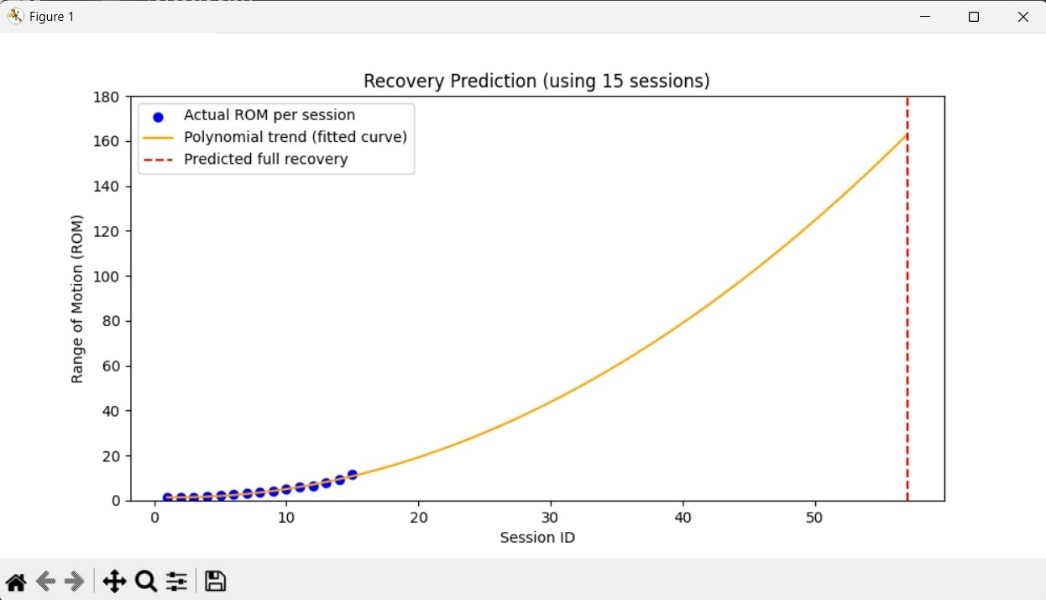 Figure 1
Recovery Prediction (using 15 sessions)
Actual ROM per session
Polynomial trend (fitted curve)
Predicted full recovery
Range of Motion (ROM)
180
160
140
120
100
80
60
40
20
0
0 10 20 30 40 50
Session ID